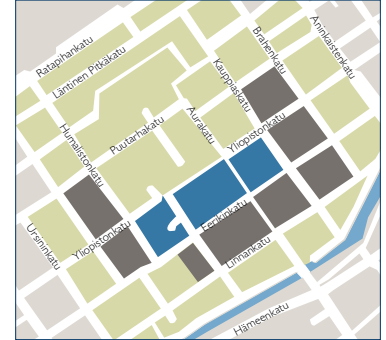 Ratapihankatu
Läntinen Pitkäkatu
Brahenkatu
Aninkaistenkatu
Kauppiaskatu
Puutarhakatu
Aurakatu
Yliopistonkatu
Humalistonkatu
Ursininkatu
Yliopistonkatu
Eerikinkatu
Linnankatu
Hämeenkatu